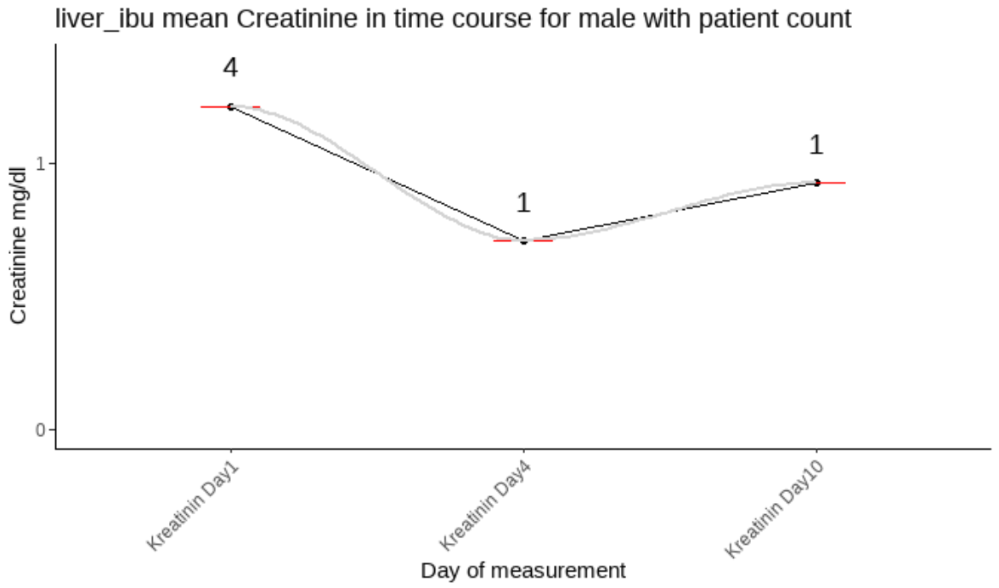 liver_ibu mean Creatinine in time course for male with patient count
4
1
1
1
0
Creatinine mg/dl
Kreatinin Day1
Kreatinin Day4
Kreatinin Day10
Day of measurement